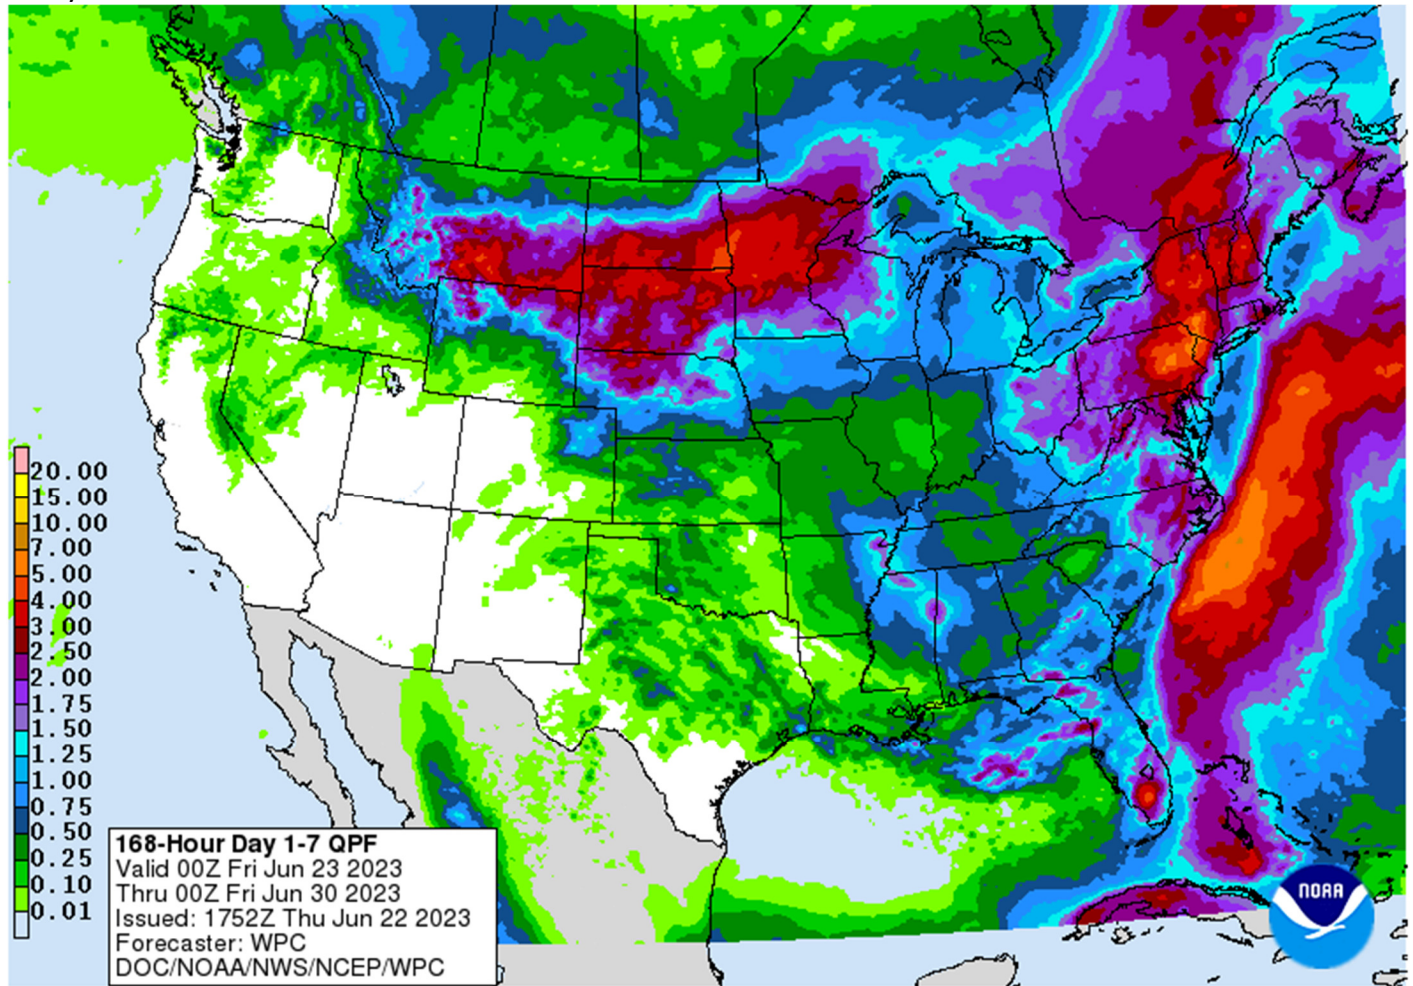 20.00
15.00
10.00
7.00
5.00
4.00
3.00
2.50
2.00
1.75
1.50
1.25
1.00
0.75
0.50
0.25
0.10
0.01
168-Hour Day 1-7 QPF
Valid 00Z Fri Jun 23 2023
Thru 00Z Fri Jun 30 2023
Issued: 1752Z Thu Jun 22 2023
Forecaster: WPC
DOC/NOAA/NWS/NCEP/WPC
NOAA